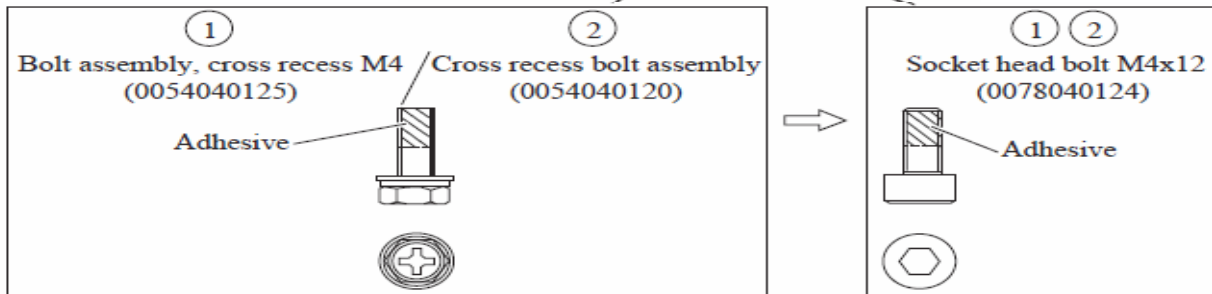 ①
Bolt assembly, cross recess M4
(0054040125)
②
Cross recess bolt assembly
(0054040120)
Adhesive
① ②
Socket head bolt M4x12
(0078040124)
Adhesive